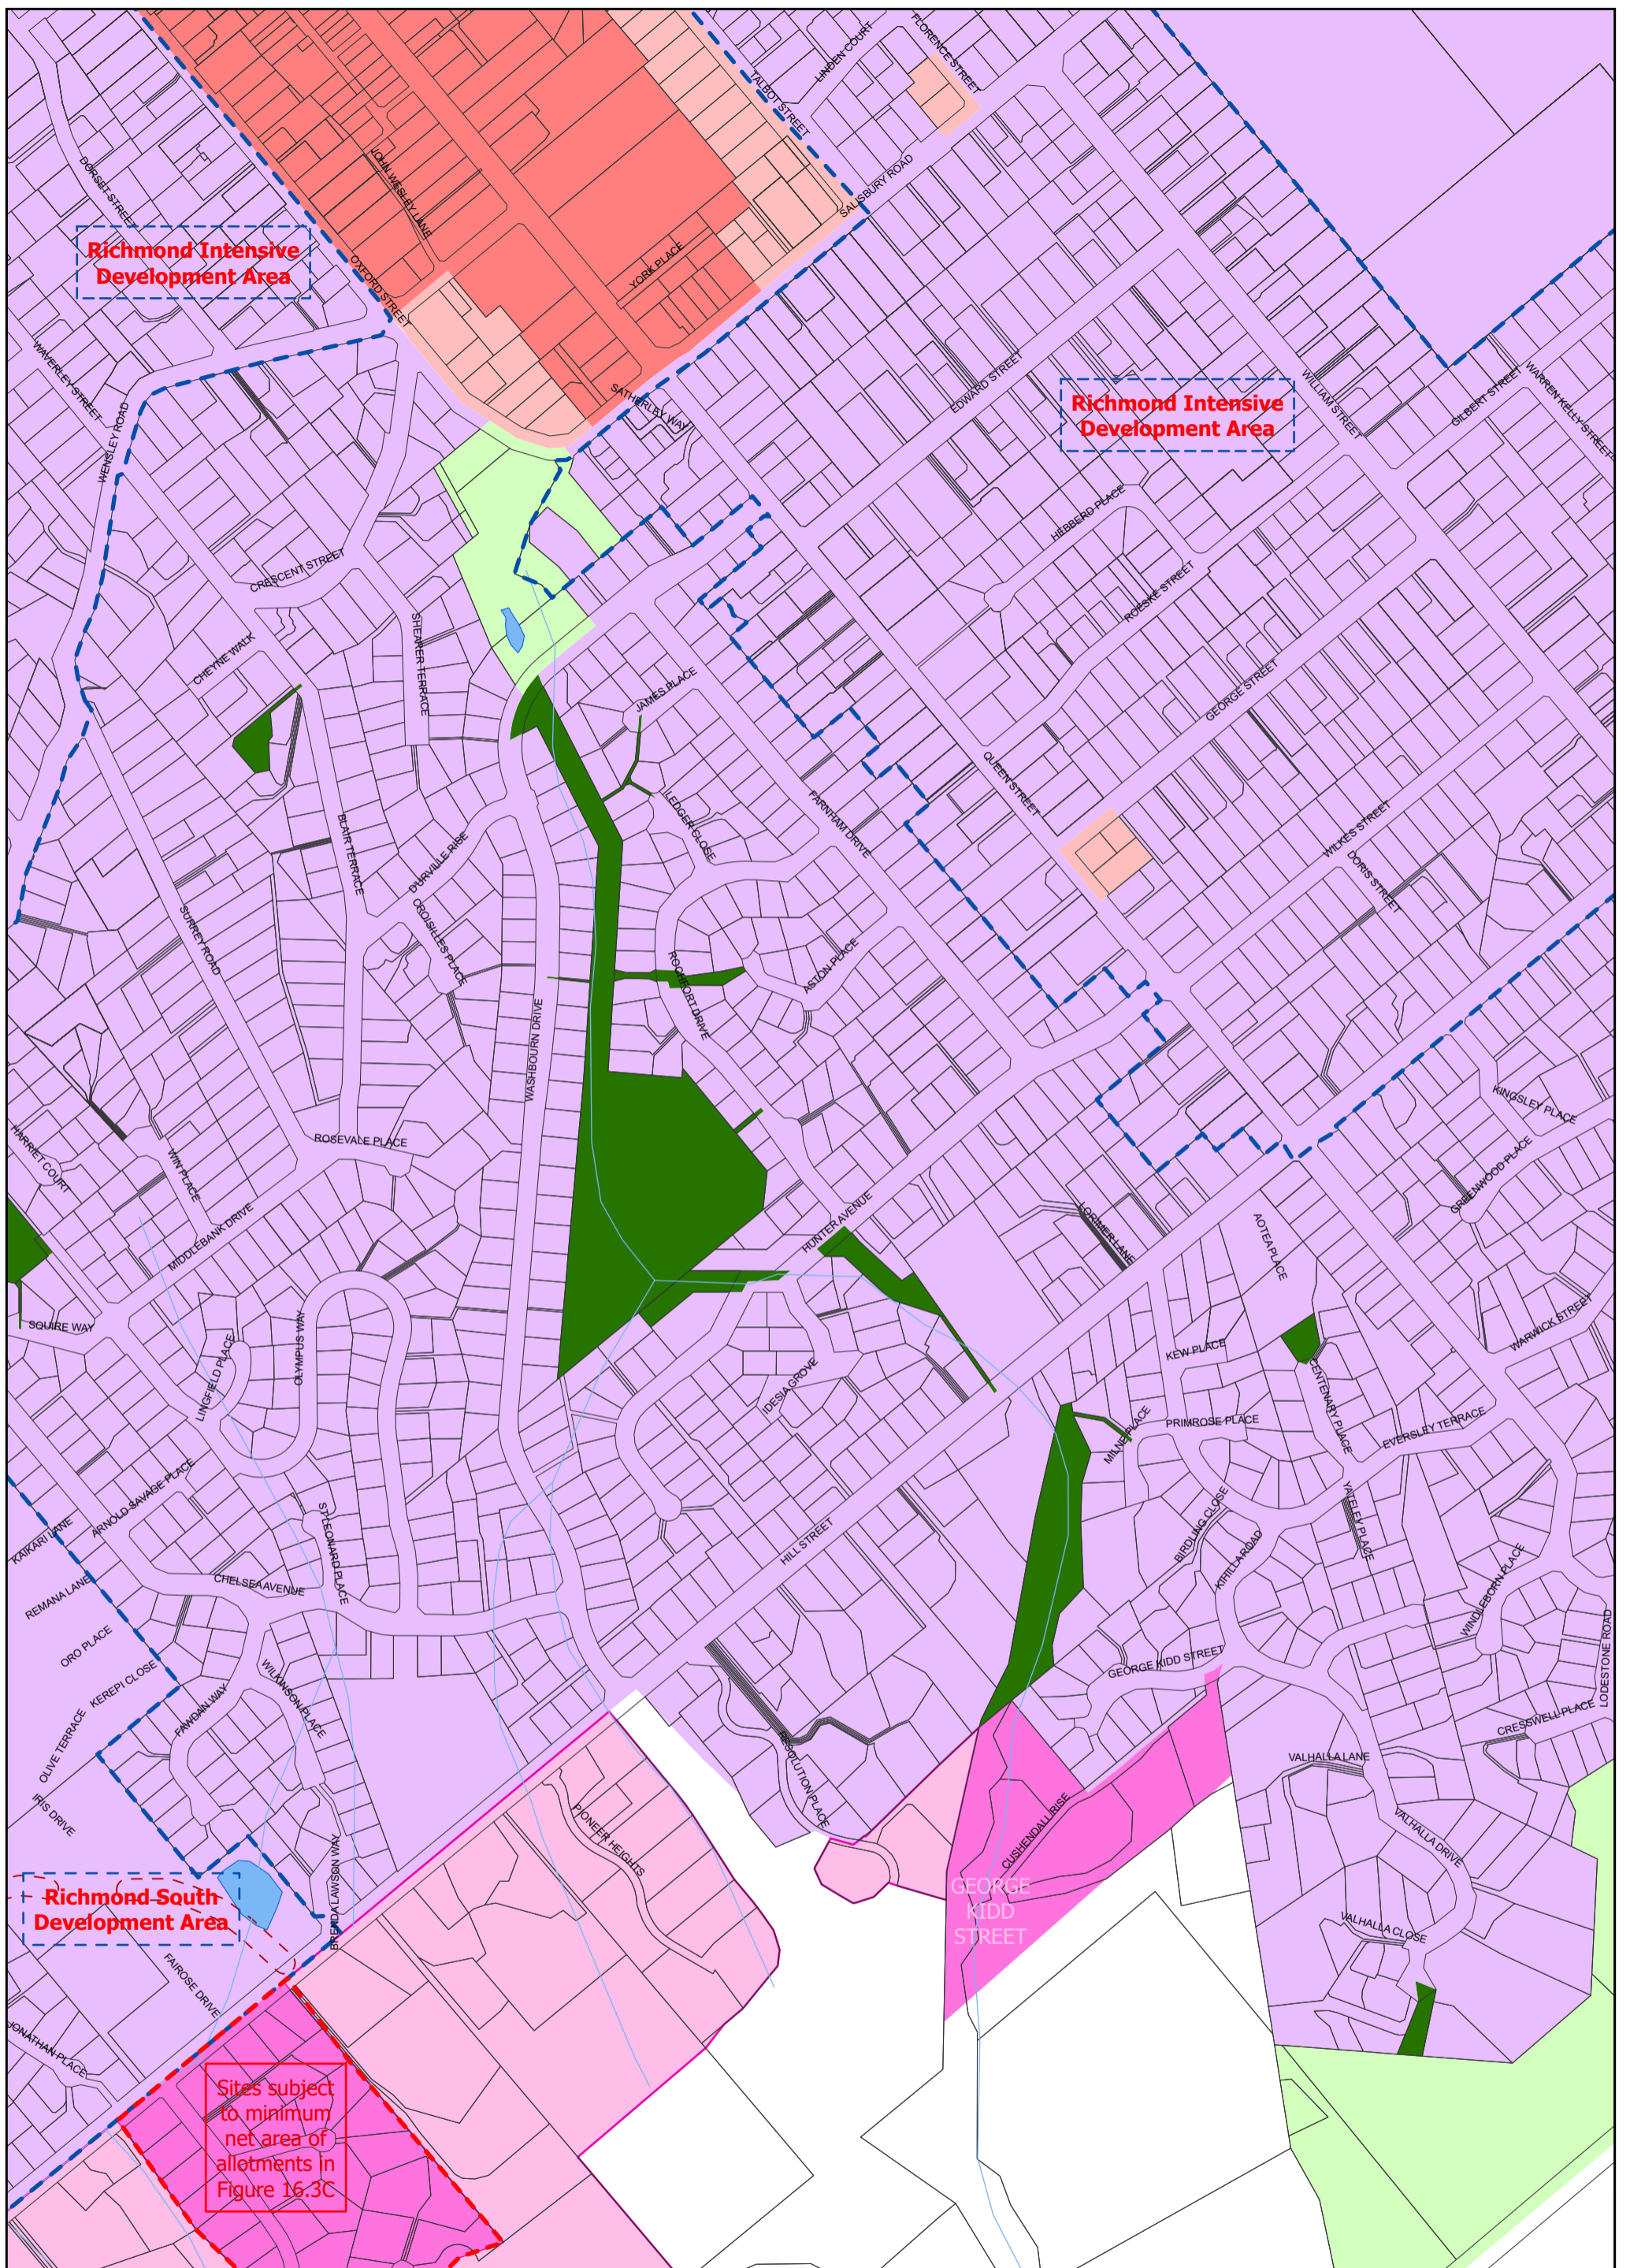 FLORENCE STREET
LINDEN COURT
TALBOT STREET
DORSET STREET
JOHN WESLEY LANE
SALISBURY ROAD
Richmond Intensive
Development Area
OXFORD STREET
YORK PLACE
WAVERLEY STREET
WENSLEY ROAD
SATHERLEY WAY
EDWARD STREET
Richmond Intensive
Development Area
WILLIAM STREET
GILBERT STREET
WARREN KELLY STREET
HEBBERD PLACE
CRESCENT STREET
ROESKE STREET
CHEYNE WALK
SHEARER TERRACE
JAMES PLACE
GEORGE STREET
QUEEN STREET
LEDGER CLOSE
FARNHAM DRIVE
BLAIR TERRACE
D'URVILLE RISE
WILKES STREET
DORIS STREET
SURREY ROAD
CROISILLES PLACE
ROCHFORT DRIVE
ASTON PLACE
WASHBOURN DRIVE
KINGSLEY PLACE
HARRIET COURT
ROSEVALE PLACE
WIN PLACE
GREENWOOD PLACE
MIDDLEBANK DRIVE
HUNTER AVENUE
LORIMER LANE
AOTEA PLACE
SQUIRE WAY
LINGFIELD PLACE
OLYMPUS WAY
IDESIA GROVE
KEW PLACE
WARWICK STREET
CENTENARY PLACE
MILNE PLACE
PRIMROSE PLACE
EVERSLEY TERRACE
ARNOLD SAVAGE PLACE
KAIKARI LANE
ST LEONARD PLACE
HILL STREET
BIRDLING CLOSE
YATELEY PLACE
KIHILLA ROAD
WINDLEBORN PLACE
REMANA LANE
CHELSEA AVENUE
ORO PLACE
KEREPI CLOSE
WILKINSON PLACE
FAWDAN WAY
GEORGE KIDD STREET
LODESTONE ROAD
CRESSWELL PLACE
OLIVE TERRACE
RESOLUTION PLACE
VALHALLA LANE
IRIS DRIVE
PIONEER HEIGHTS
CUSHENDALL RISE
VALHALLA DRIVE
Richmond South
Development Area
BRENDA LAWSON WAY
GEORGE
KIDD
STREET
VALHALLA CLOSE
FAIROSE DRIVE
JONATHAN PLACE
Sites subject
to minimum
net area of
allotments in
Figure 16.3C